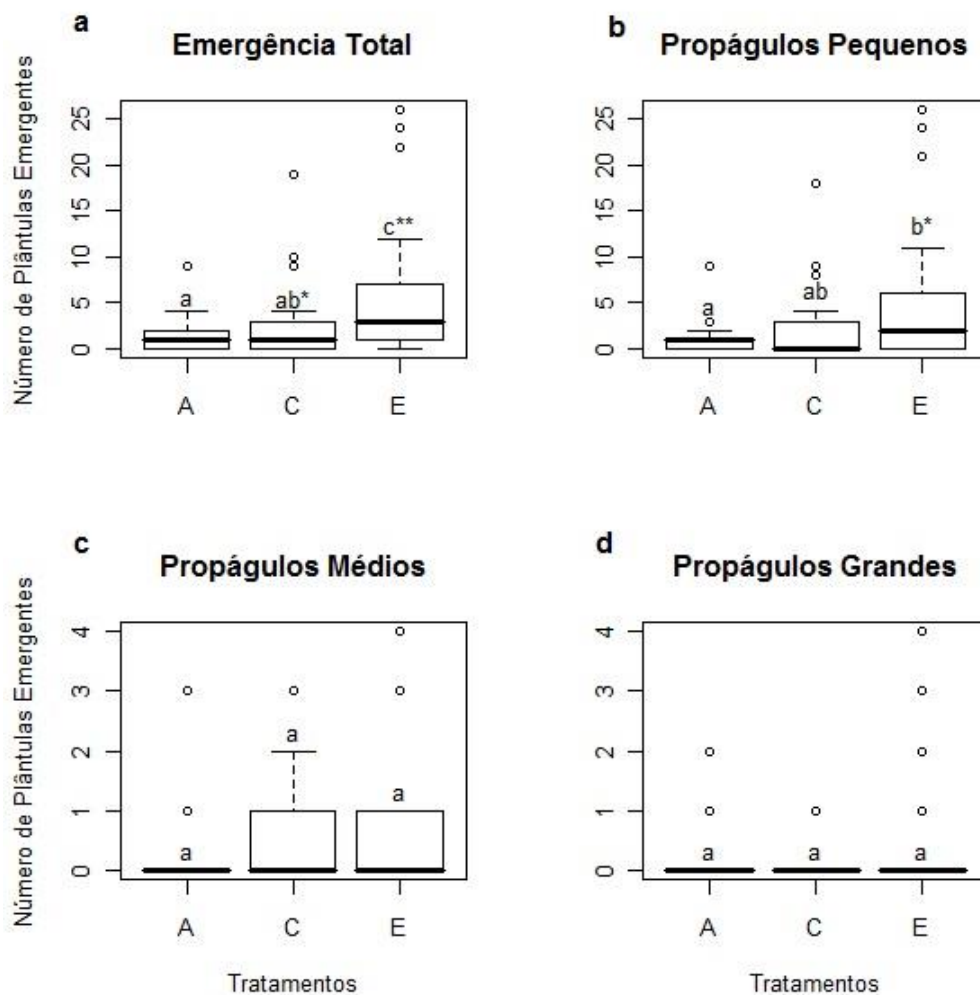 a
Emergência Total
Número de Plântulas Emergentes
25
20
15
10
5
0
a
ab*
c**
A
C
E
b
Propágulos Pequenos
25
20
15
10
5
0
a
ab
b*
A
C
E
c
Propágulos Médios
Número de Plântulas Emergentes
4
3
2
1
0
a
a
a
A
C
E
Tratamentos
d
Propágulos Grandes
4
3
2
1
0
a
a
a
A
C
E
Tratamentos